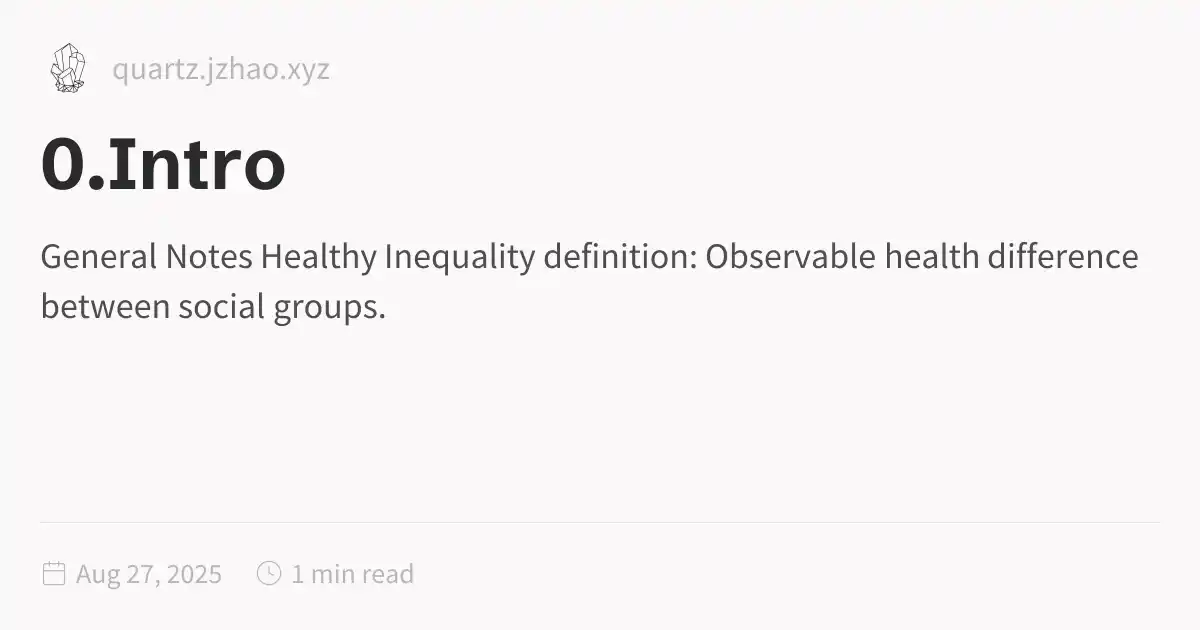 quartz.jzhao.xyz
0.Intro
General Notes Healthy Inequality definition: Observable health difference
between social groups.
Aug 27, 2025 1 min read